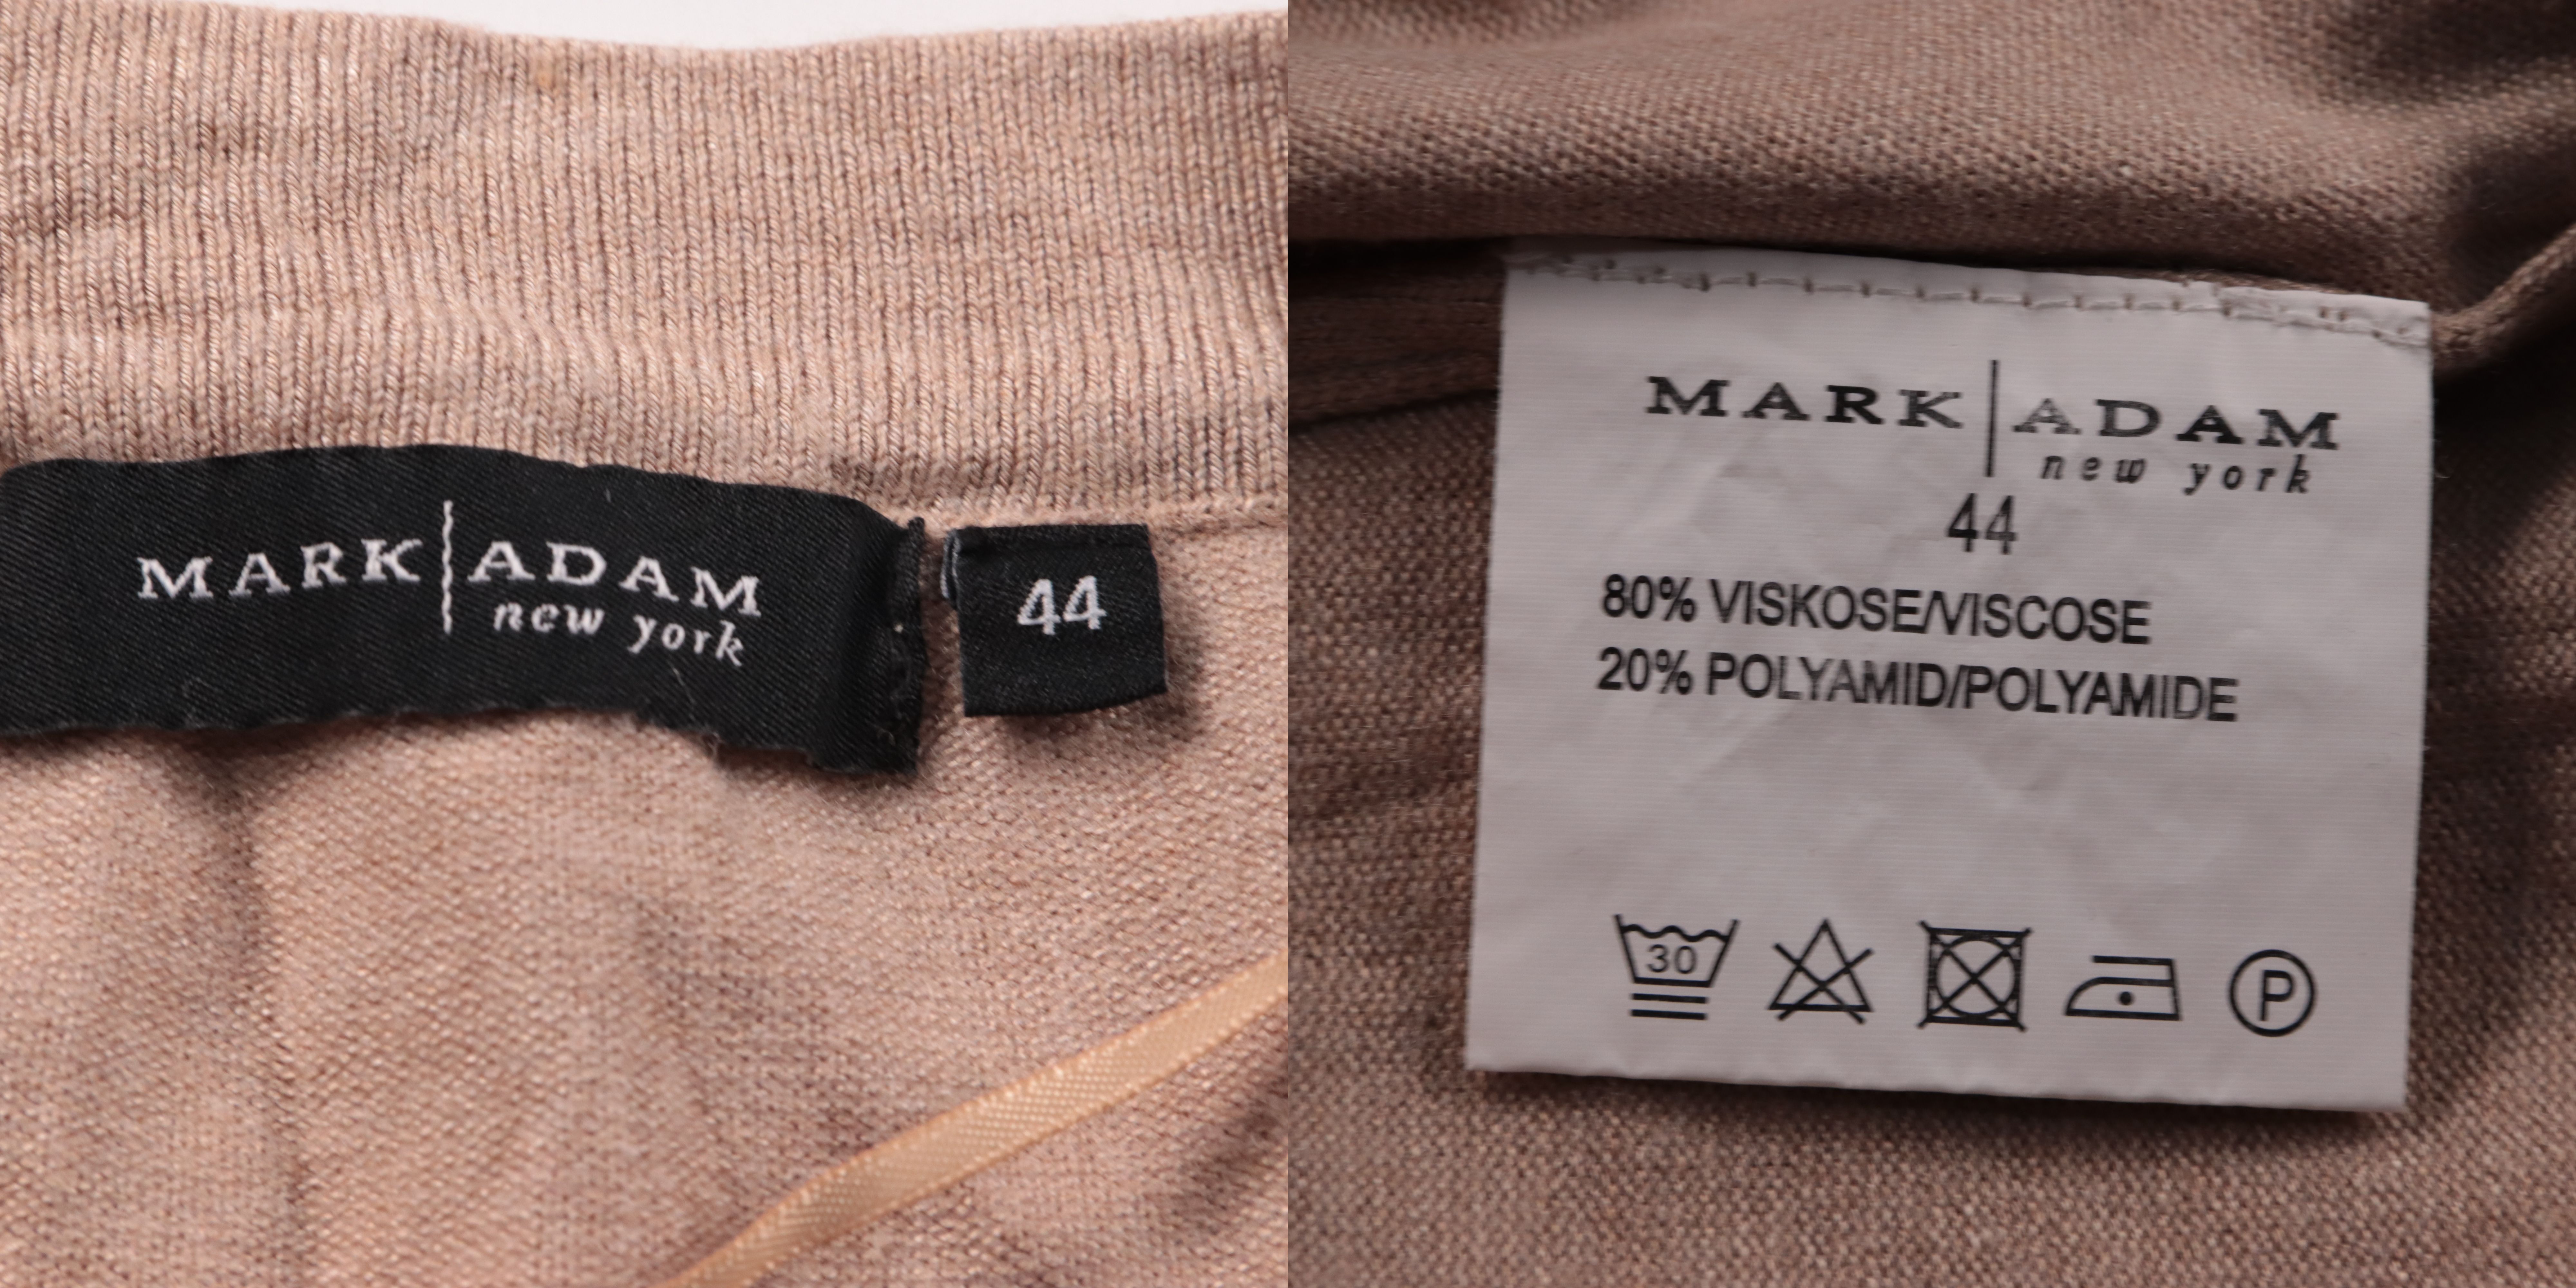 MARK | ADAM
new york
44
MARK | ADAM
new york
44
80% VISKOSE/VISCOSE
20% POLYAMID/POLYAMIDE
30
P